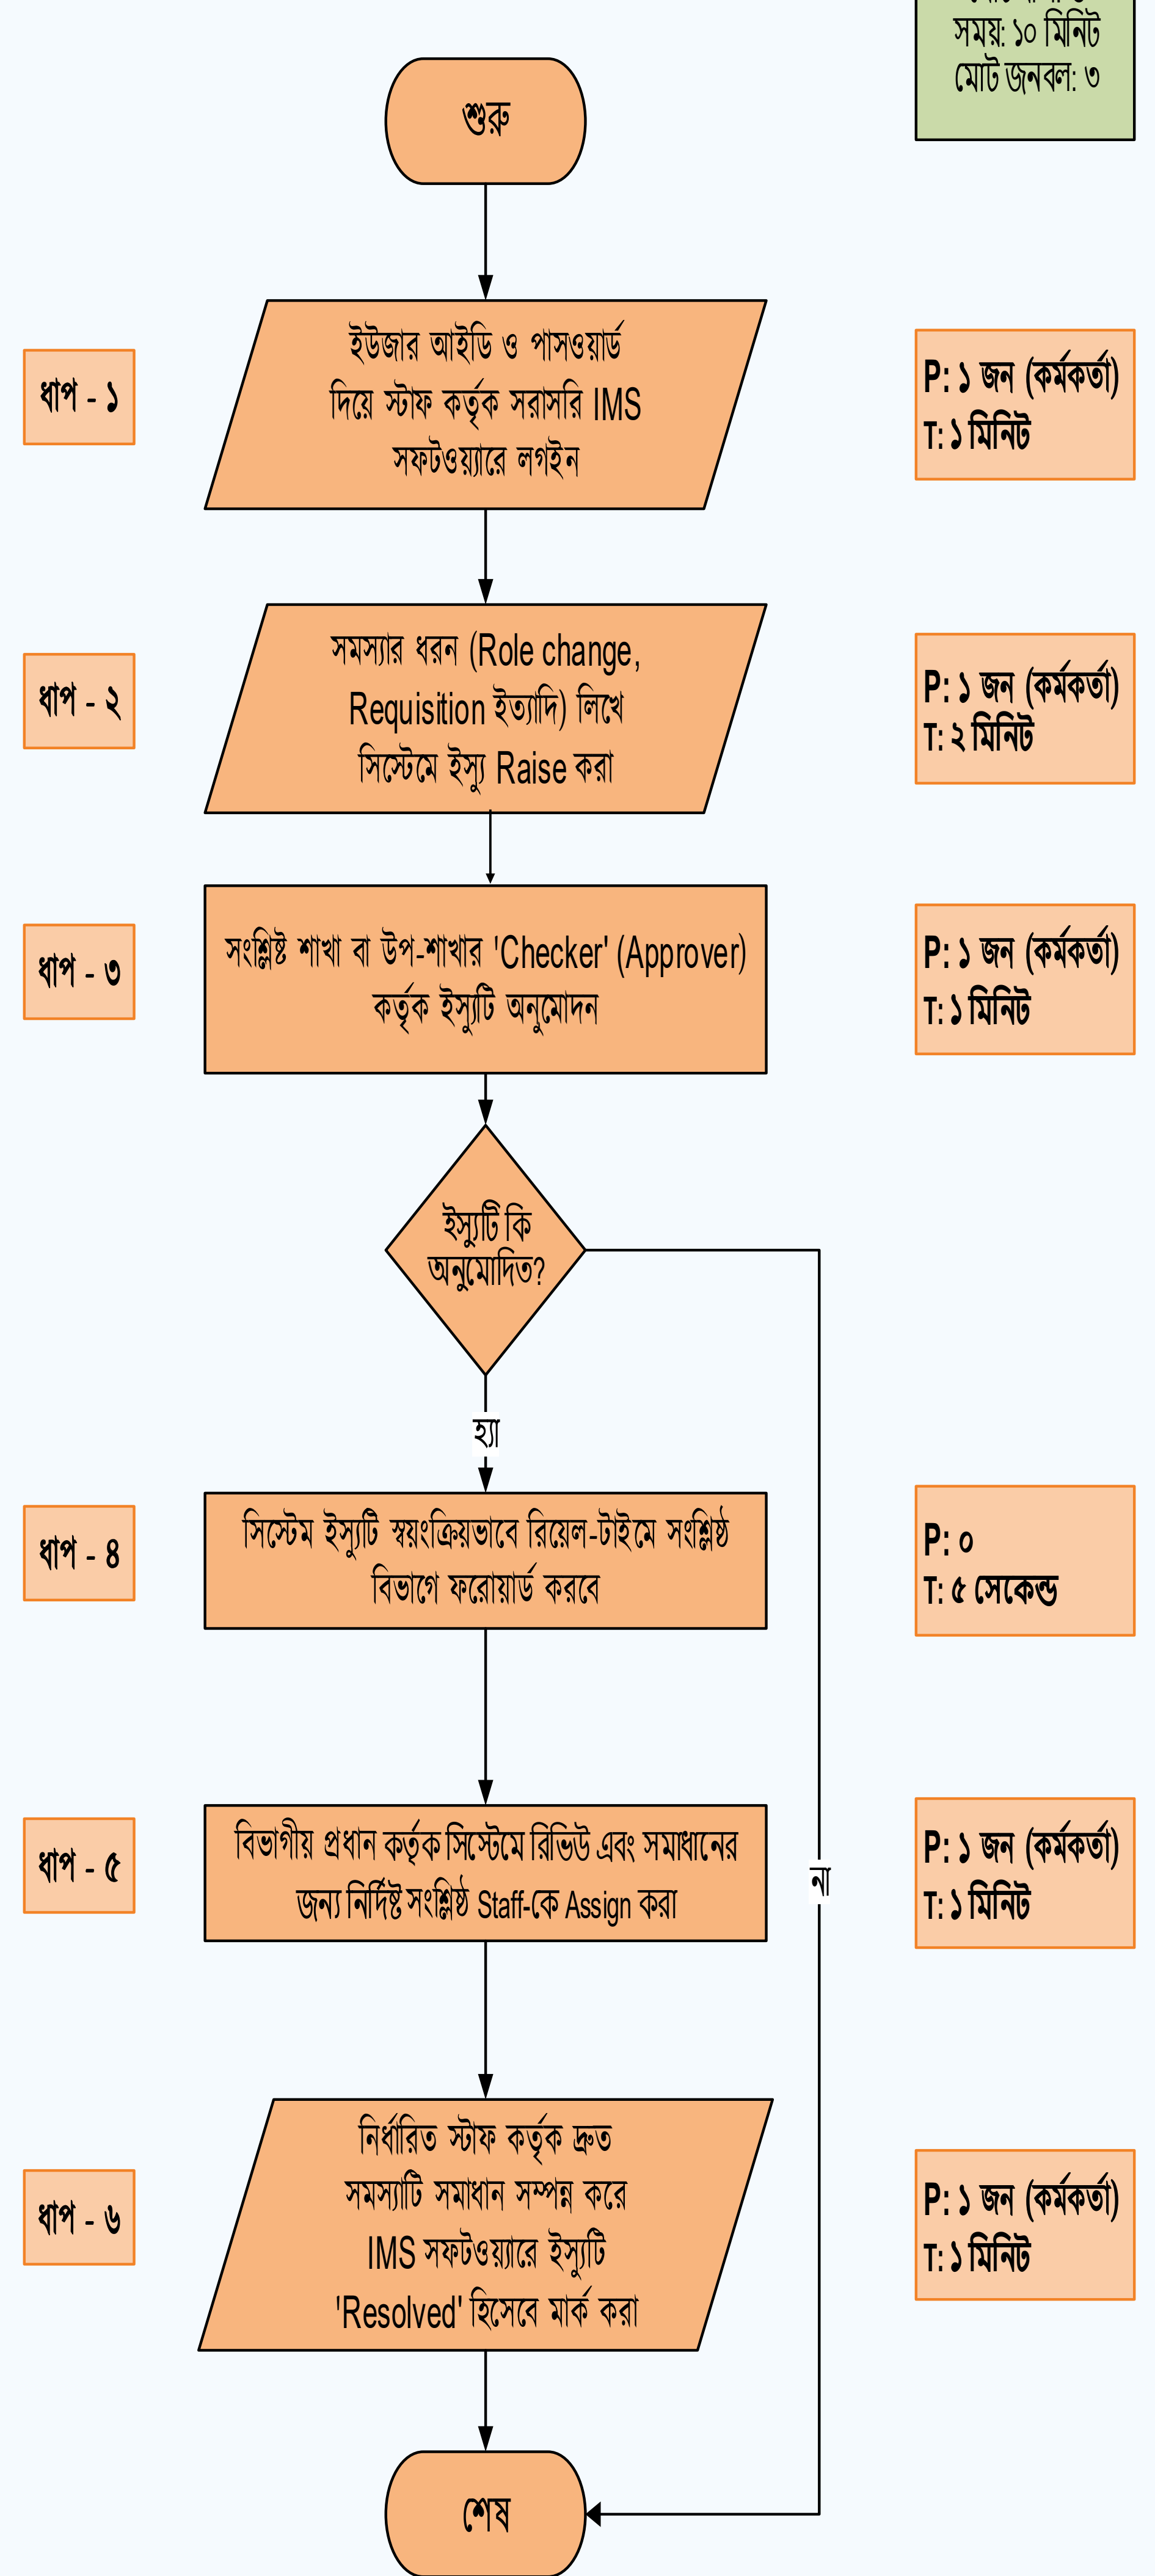 সময়: ১০ মিনিট
মোট জনবল: ৩
শুরু
ধাপ - ১
ইউজার আইডি ও পাসওয়ার্ড
দিয়ে স্টাফ কর্তৃক সরাসরি IMS
সফটওয়্যারে লগইন
P: ১ জন (কর্মকর্তা)
T: ১ মিনিট
ধাপ - ২
সমস্যার ধরন (Role change,
Requisition ইত্যাদি) লিখে
সিস্টেমে ইস্যু Raise করা
P: ১ জন (কর্মকর্তা)
T: ২ মিনিট
ধাপ - ৩
সংশ্লিষ্ট শাখা বা উপ-শাখার 'Checker' (Approver)
কর্তৃক ইস্যুটি অনুমোদন
P: ১ জন (কর্মকর্তা)
T: ১ মিনিট
ইস্যুটি কি
অনুমোদিত?
হ্যা
ধাপ - ৪
সিস্টেম ইস্যুটি স্বয়ংক্রিয়ভাবে রিয়েল-টাইমে সংশ্লিষ্ঠ
বিভাগে ফরোয়ার্ড করবে
P: ০
T: ৫ সেকেন্ড
ধাপ - ৫
বিভাগীয় প্রধান কর্তৃক সিস্টেমে রিভিউ এবং সমাধানের
জন্য নির্দিষ্ট সংশ্লিষ্ঠ Staff-কে Assign করা
না
P: ১ জন (কর্মকর্তা)
T: ১ মিনিট
ধাপ - ৬
নির্ধারিত স্টাফ কর্তৃক দ্রুত
সমস্যাটি সমাধান সম্পন্ন করে
IMS সফটওয়্যারে ইস্যুটি
'Resolved' হিসেবে মার্ক করা
P: ১ জন (কর্মকর্তা)
T: ১ মিনিট
শেষ